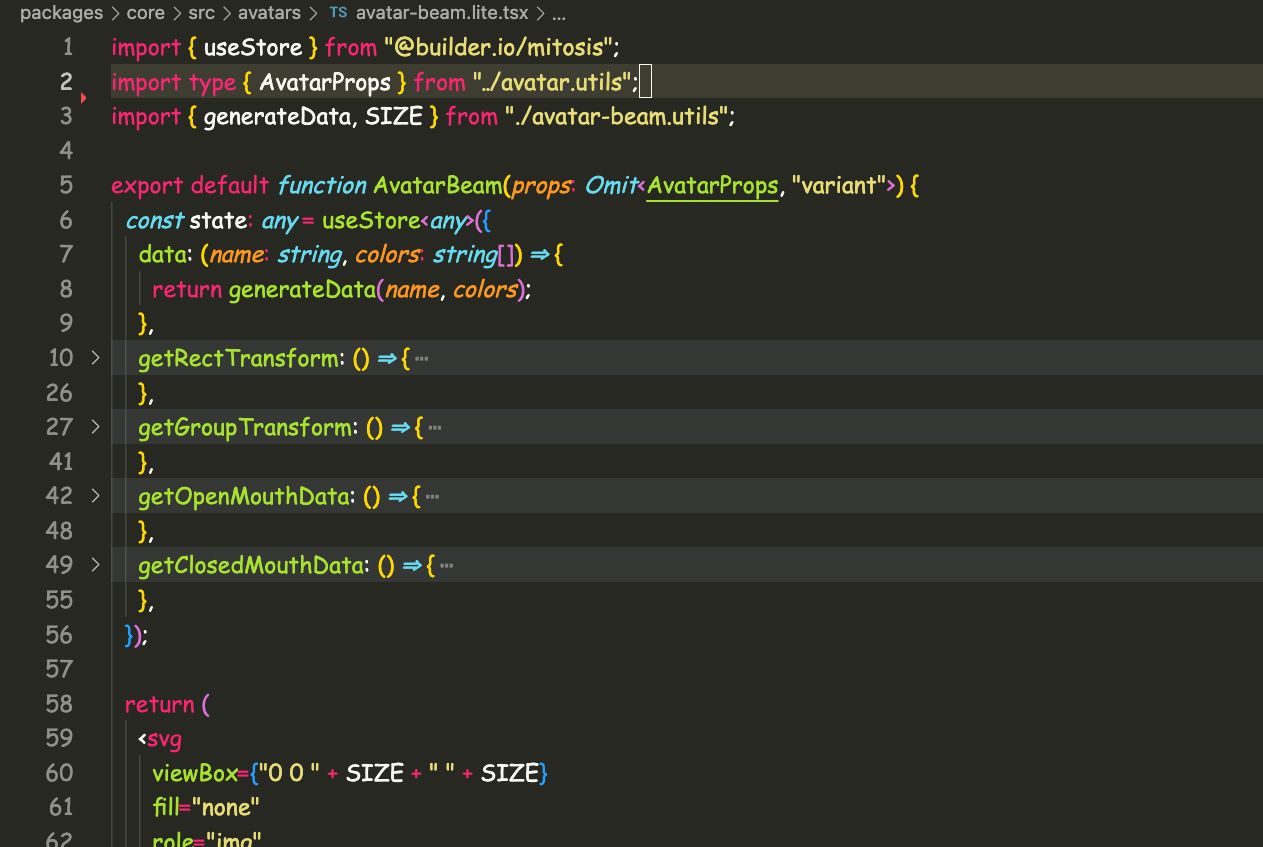 packages > core > src > avatars > TS avatar-beam.lite.tsx > ...
1 import { useStore } from "@builder.io/mitosis";
2 import type { AvatarProps } from "../avatar.utils";
3 import { generateData, SIZE } from "./avatar-beam.utils";
4
5 export default function AvatarBeam(props: Omit<AvatarProps, "variant">) {
6 const state: any = useStore<any>({
7 data: (name: string, colors: string[]) => {
8 return generateData(name, colors);
9 },
10 > getRectTransform: () => { ...
26 },
27 > getGroupTransform: () => { ...
41 },
42 > getOpenMouthData: () => { ...
48 },
49 > getClosedMouthData: () => { ...
55 },
56 });
57
58 return (
59 <svg
60 viewBox={"0 0 " + SIZE + " " + SIZE}
61 fill="none"
62 role="img"